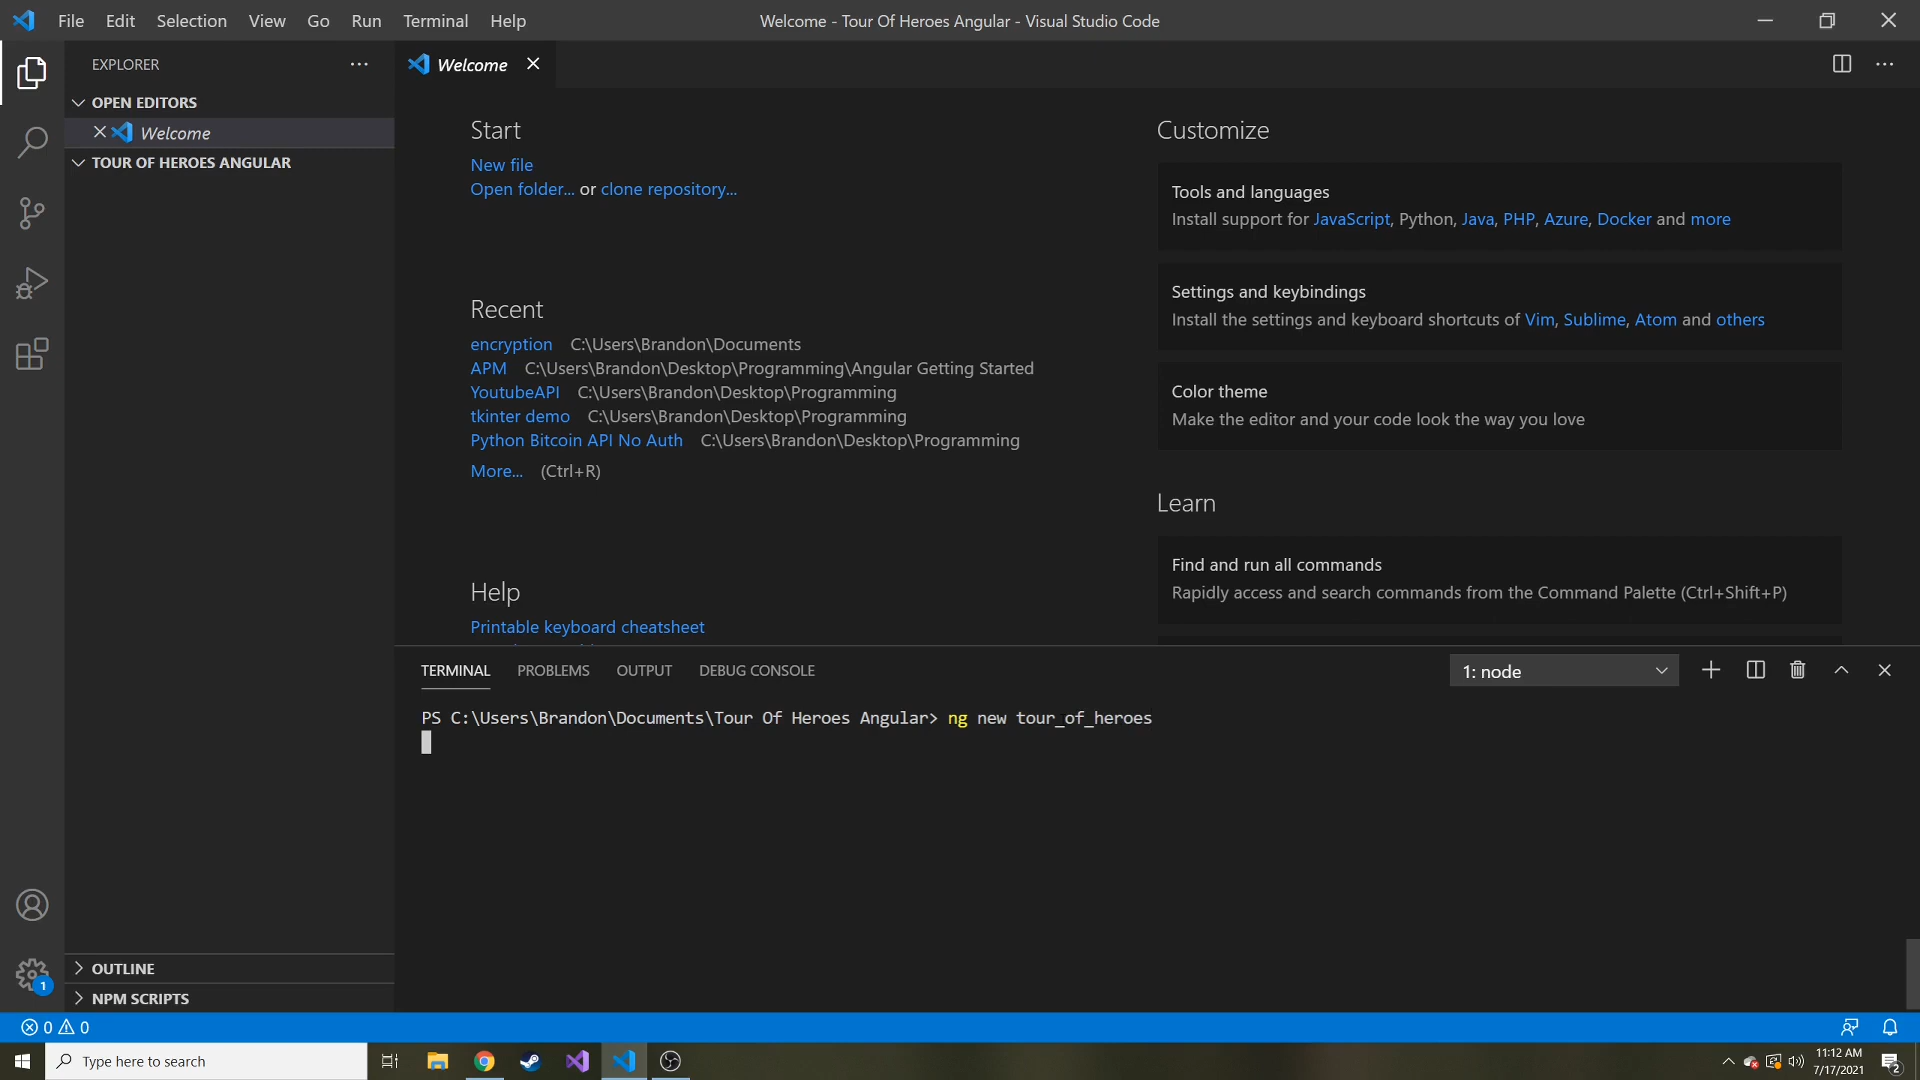 File Edit Selection View Go Run Terminal Help
Welcome - Tour Of Heroes Angular - Visual Studio Code
EXPLORER
OPEN EDITORS
Welcome
TOUR OF HEROES ANGULAR
OUTLINE
NPM SCRIPTS
Welcome
Start
New file
Open folder... or clone repository...
Recent
encryption C:\Users\Brandon\Documents
APM C:\Users\Brandon\Desktop\Programming\Angular Getting Started
YoutubeAPI C:\Users\Brandon\Desktop\Programming
tkinter demo C:\Users\Brandon\Desktop\Programming
Python Bitcoin API No Auth C:\Users\Brandon\Desktop\Programming
More... (Ctrl+R)
Help
Printable keyboard cheatsheet
Customize
Tools and languages
Install support for JavaScript, Python, Java, PHP, Azure, Docker and more
Settings and keybindings
Install the settings and keyboard shortcuts of Vim, Sublime, Atom and others
Color theme
Make the editor and your code look the way you love
Learn
Find and run all commands
Rapidly access and search commands from the Command Palette (Ctrl+Shift+P)
TERMINAL PROBLEMS OUTPUT DEBUG CONSOLE
1: node
PS C:\Users\Brandon\Documents\Tour Of Heroes Angular> ng new tour_of_heroes
1
0 0
Type here to search
11:12 AM
7/17/2021
2